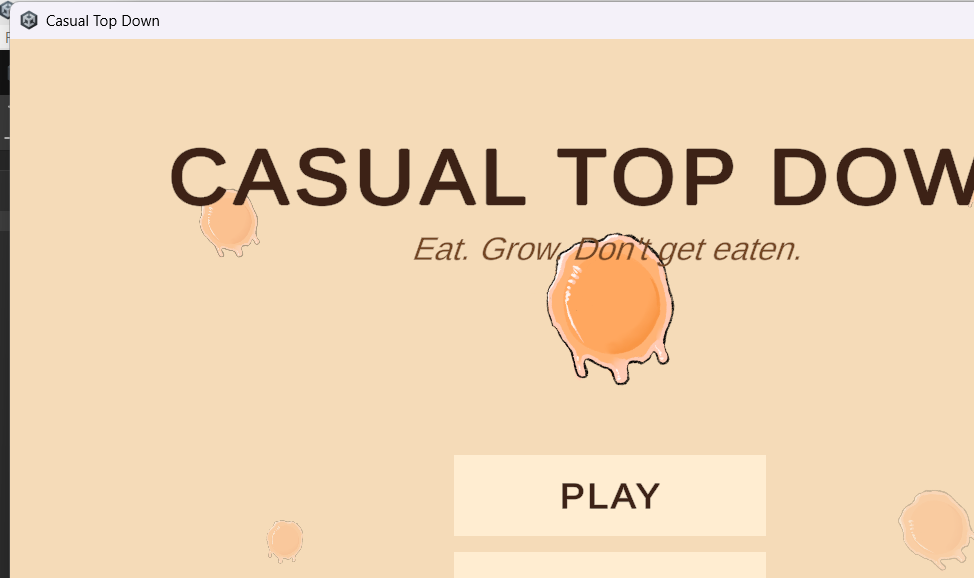 Casual Top Down
CASUAL TOP DOW
Eat. Grow. Don't get eaten.
PLAY